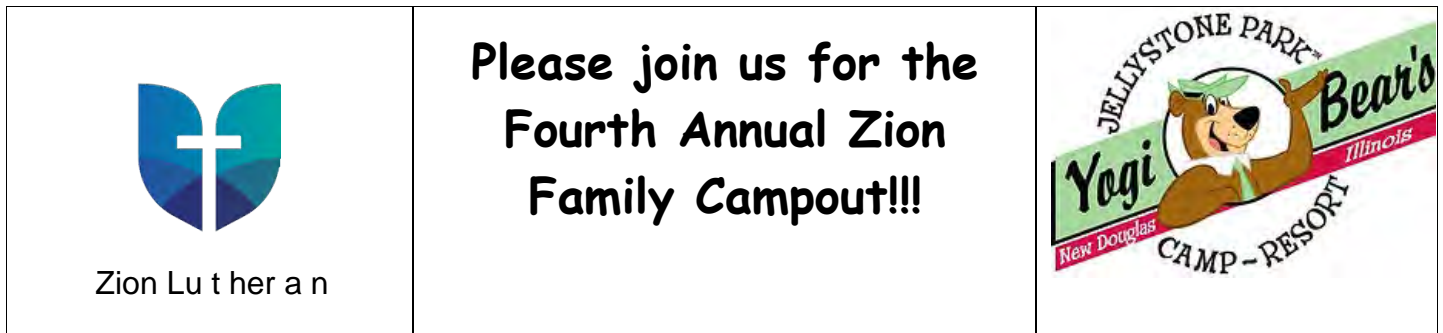 Zion Lu t her a n
Please join us for the
Fourth Annual Zion
Family Campout!!!
JELLYSTONE PARK™
Yogi Bear's
New Douglas Illinois
CAMP~RESORT